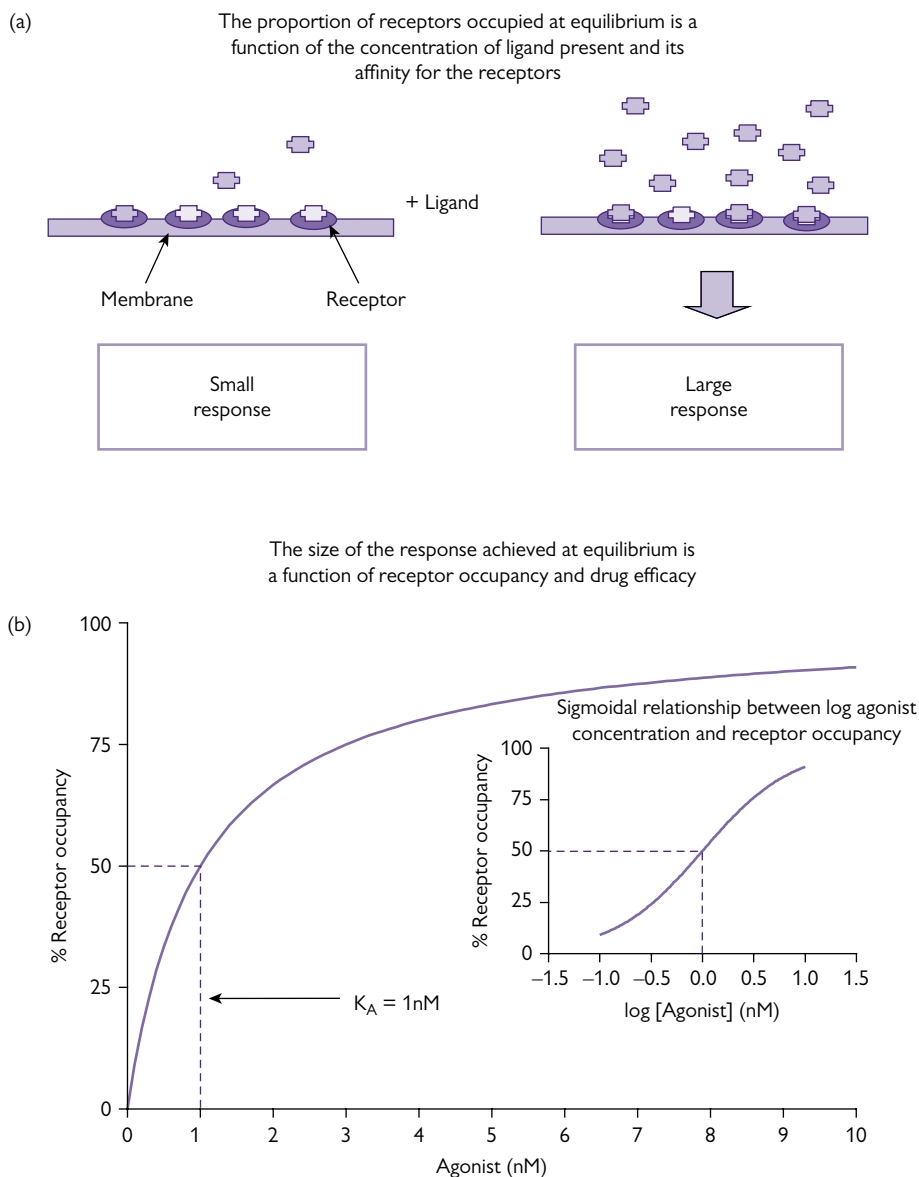 (a)
The proportion of receptors occupied at equilibrium is a
function of the concentration of ligand present and its
affinity for the receptors
+ Ligand
Membrane
Receptor
Small
response
Large
response
The size of the response achieved at equilibrium is
a function of receptor occupancy and drug efficacy
(b)
% Receptor occupancy
100
75
50
25
0
K_A = 1nM
0 1 2 3 4 5 6 7 8 9 10
Agonist (nM)
Sigmoidal relationship between log agonist
concentration and receptor occupancy
% Receptor occupancy
100
75
50
25
0
–1.5 –1.0 –0.5 0.0 0.5 1.0 1.5
log [Agonist] (nM)